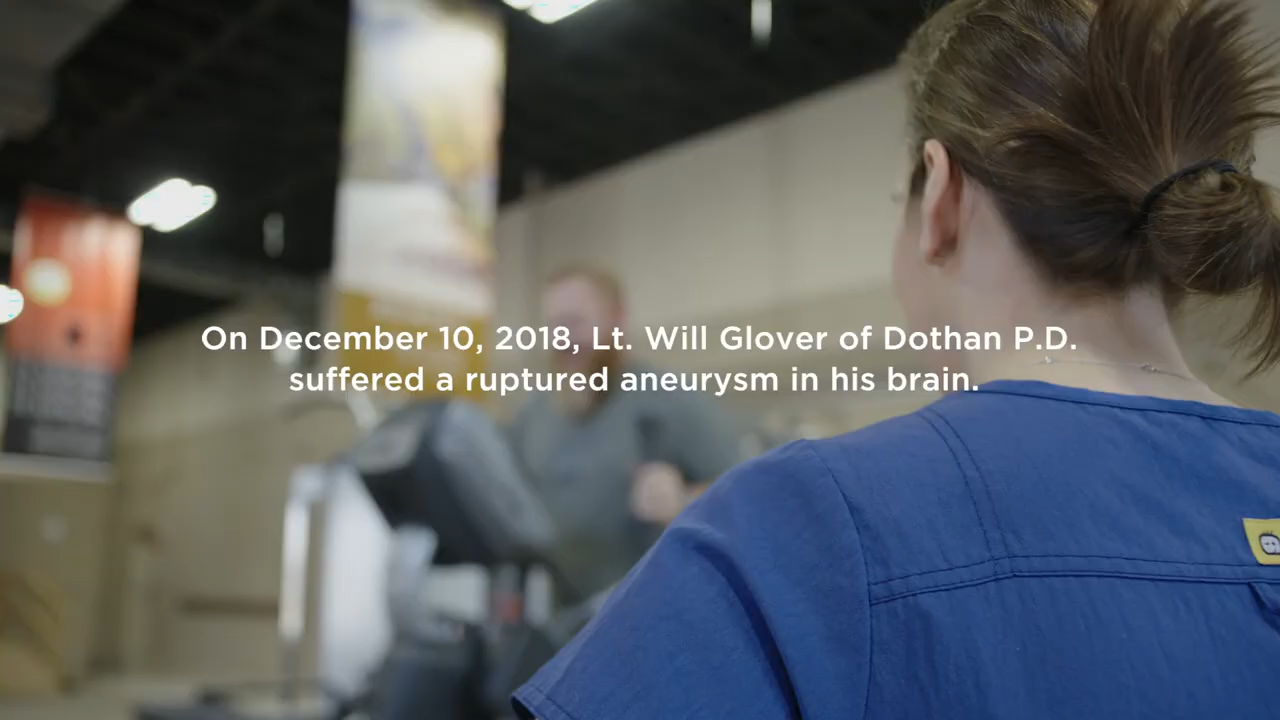 On December 10, 2018, Lt. Will Glover of Dothan P.D.
suffered a ruptured aneurysm in his brain.